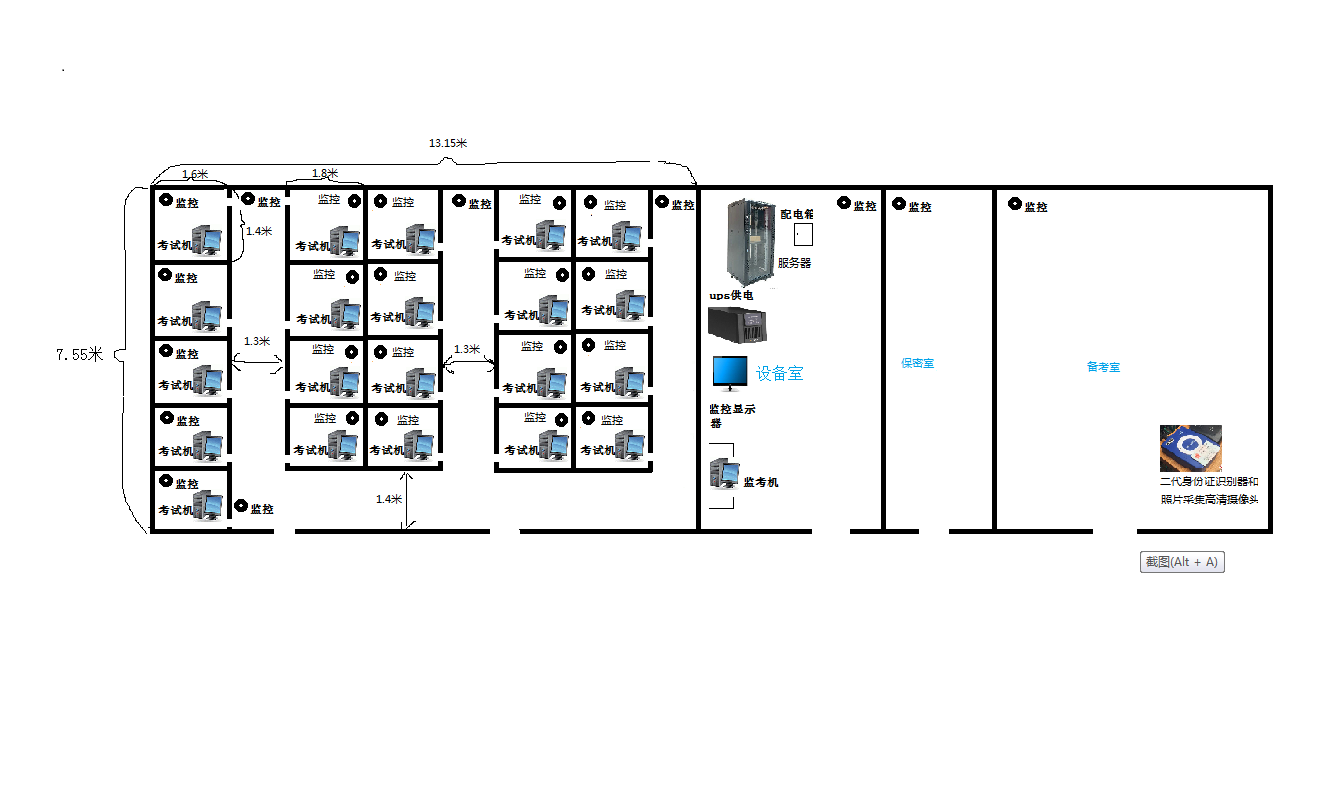 13.15米
1.6米
1.8米
监控
监控
监控
监控
监控
监控
监控
监控
监控
监控
监控
配电箱
1.4米
考试机
考试机
考试机
考试机
考试机
服务器
监控
监控
监控
监控
监控
ups供电
考试机
考试机
考试机
考试机
考试机
1.3米
1.3米
7.55米
监控
监控
监控
监控
监控
设备室
保密室
备考室
考试机
考试机
考试机
考试机
考试机
监控显示
器
监控
监控
监控
监控
监控
考试机
考试机
考试机
考试机
考试机
监控
监考机
二代身份证识别器和
照片采集高清摄像头
1.4米
考试机
监控
截图(Alt + A)